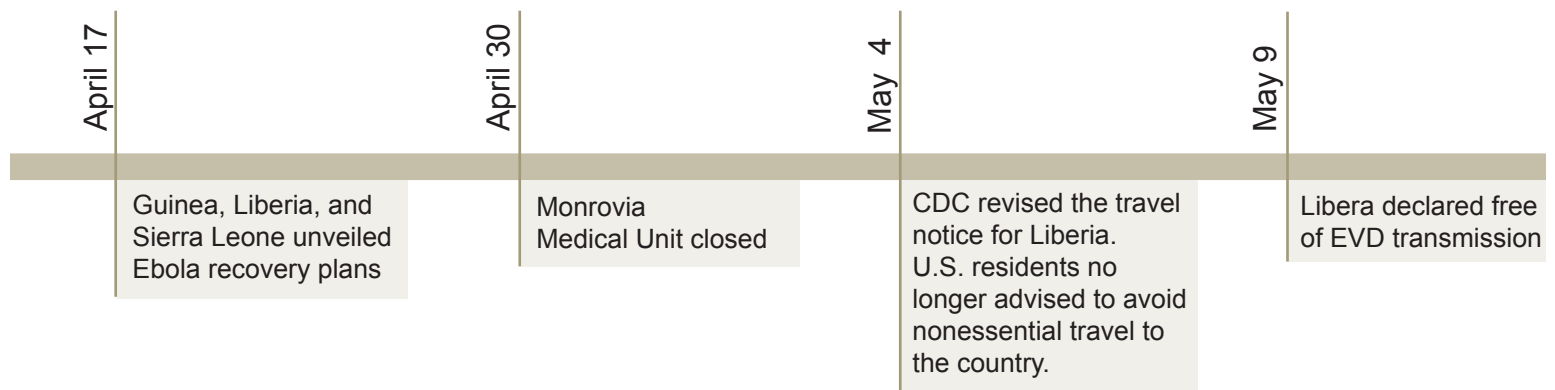 April 17
Guinea, Liberia, and
Sierra Leone unveiled
Ebola recovery plans
April 30
Monrovia
Medical Unit closed
May 4
CDC revised the travel
notice for Liberia.
U.S. residents no
longer advised to avoid
nonessential travel to
the country.
May 9
Libera declared free
of EVD transmission